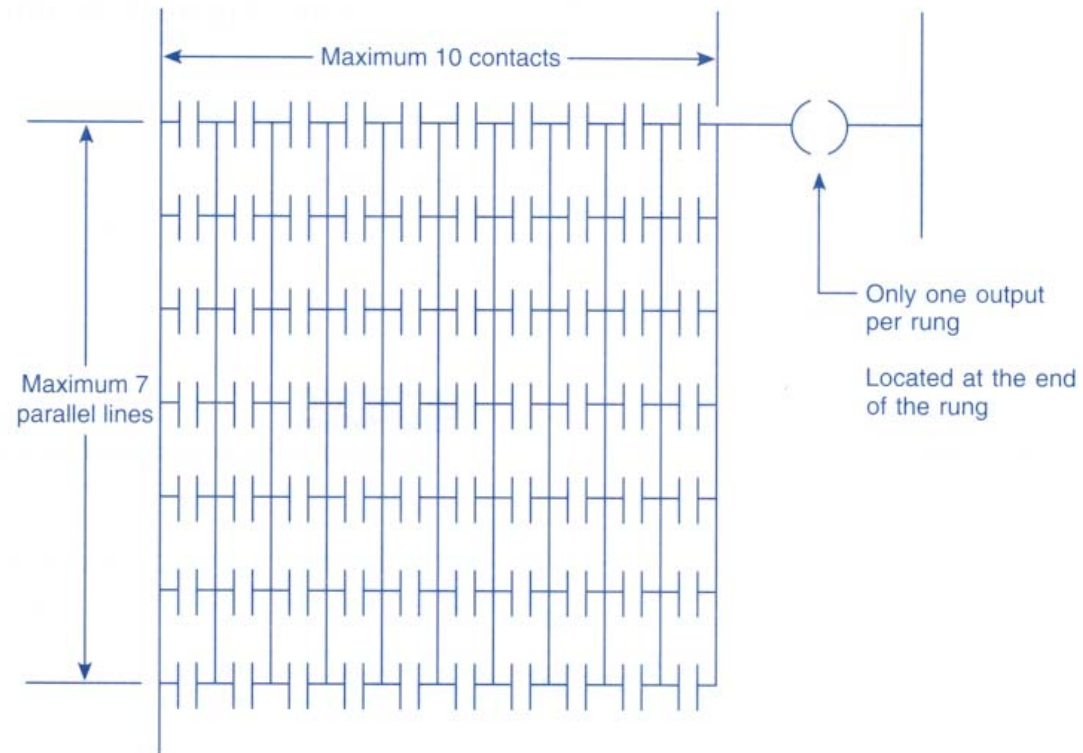 Maximum 10 contacts
Only one output
per rung
Located at the end
of the rung
Maximum 7
parallel lines